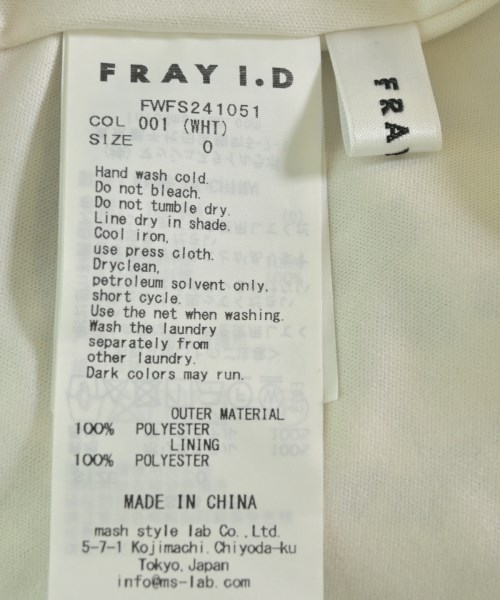 FRAY I.D
FWFS241051
COL 001 (WHT)
SIZE 0
Hand wash cold.
Do not bleach.
Do not tumble dry.
Line dry in shade.
Cool iron,
use press cloth.
Dryclean,
petroleum solvent only,
short cycle.
Use the net when washing.
Wash the laundry
separately from
other laundry.
Dark colors may run.
OUTER MATERIAL
100% POLYESTER
LINING
100% POLYESTER
MADE IN CHINA
mash style lab Co.,Ltd.
5-7-1 Kojimachi,Chiyoda-ku
Tokyo,Japan
info@ms-lab.com
FRA